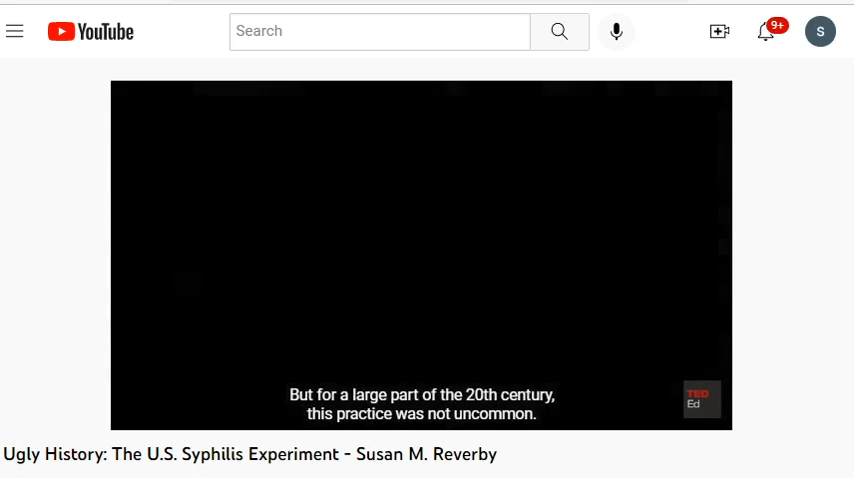 YouTube
Search
9+
S
But for a large part of the 20th century,
this practice was not uncommon.
TED
Ed
Ugly History: The U.S. Syphilis Experiment - Susan M. Reverby